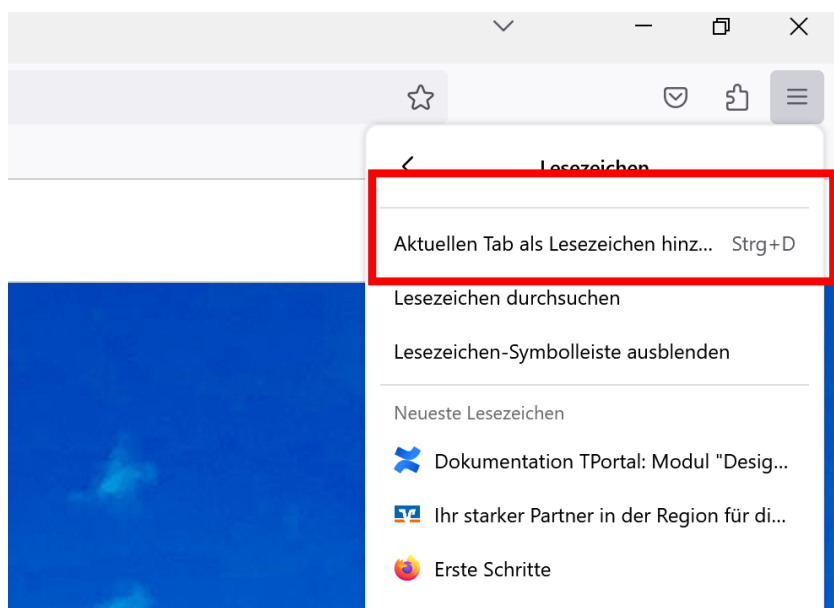 Lesezeichen
Aktuellen Tab als Lesezeichen hinz... Strg+D
Lesezeichen durchsuchen
Lesezeichen-Symbolleiste ausblenden
Neueste Lesezeichen
Dokumentation TPortal: Modul "Desig...
Ihr starker Partner in der Region für di...
Erste Schritte